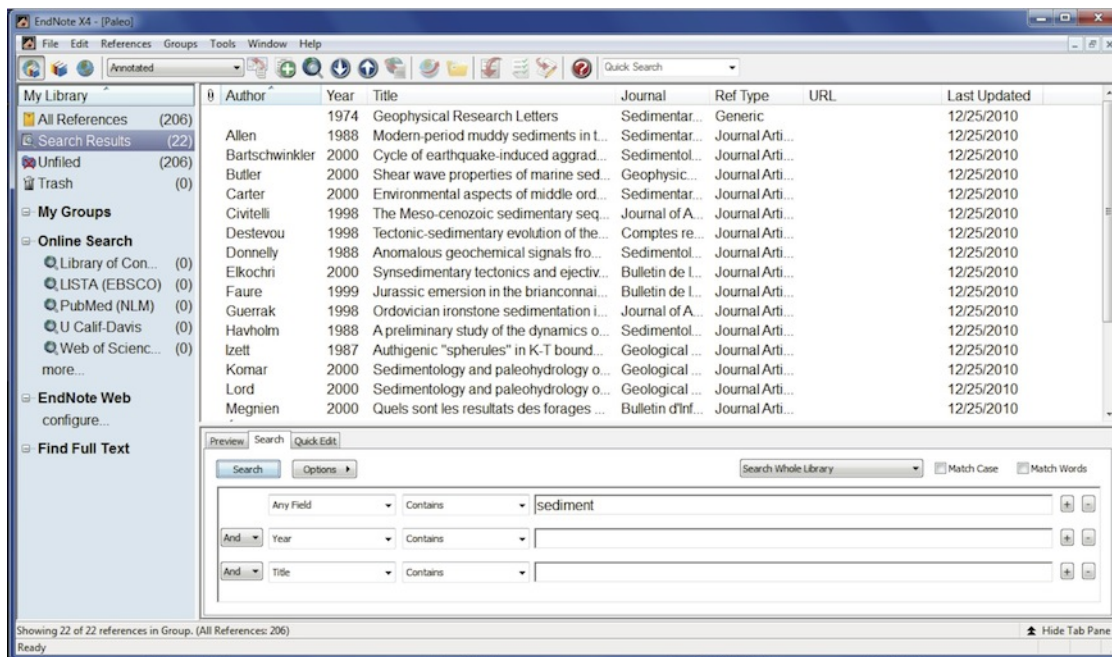 EndNote X4 - [Paleo]
File Edit References Groups Tools Window Help
Annotated Quick Search
My Library
All References (206)
Search Results (22)
Unfiled (206)
Trash (0)
My Groups
Online Search
Library of Con... (0)
LISTA (EBSCO) (0)
PubMed (NLM) (0)
U Calif-Davis (0)
Web of Scienc... (0)
more...
EndNote Web
configure...
Find Full Text
Author Year Title Journal Ref Type URL Last Updated
1974 Geophysical Research Letters Sedimentar... Generic 12/25/2010
Allen 1988 Modern-period muddy sediments in t... Sedimentar... Journal Arti... 12/25/2010
Bartschwinkler 2000 Cycle of earthquake-induced aggrad... Sedimentol... Journal Arti... 12/25/2010
Butler 2000 Shear wave properties of marine sed... Geophysic... Journal Arti... 12/25/2010
Carter 2000 Environmental aspects of middle ord... Sedimentar... Journal Arti... 12/25/2010
Civitelli 1998 The Meso-cenozoic sedimentary seq... Journal of A... Journal Arti... 12/25/2010
Destevou 1998 Tectonic-sedimentary evolution of the... Comptes re... Journal Arti... 12/25/2010
Donnelly 1988 Anomalous geochemical signals fro... Sedimentol... Journal Arti... 12/25/2010
Elkochri 2000 Synsedimentary tectonics and ejectiv... Bulletin de l... Journal Arti... 12/25/2010
Faure 1999 Jurassic emersion in the brianconnai... Bulletin de l... Journal Arti... 12/25/2010
Guerrak 1998 Ordovician ironstone sedimentation i... Journal of A... Journal Arti... 12/25/2010
Havholm 1988 A preliminary study of the dynamics o... Sedimentol... Journal Arti... 12/25/2010
Izett 1987 Authigenic "spherules" in K-T bound... Geological ... Journal Arti... 12/25/2010
Komar 2000 Sedimentology and paleohydrology o... Geological ... Journal Arti... 12/25/2010
Lord 2000 Sedimentology and paleohydrology o... Geological ... Journal Arti... 12/25/2010
Megnien 2000 Quels sont les resultats des forages ... Bulletin d'Inf... Journal Arti... 12/25/2010
Preview Search Quick Edit
Search Options Search Whole Library Match Case Match Words
Any Field Contains sediment + -
And Year Contains + -
And Title Contains + -
Showing 22 of 22 references in Group. (All References: 206) Hide Tab Pane
Ready